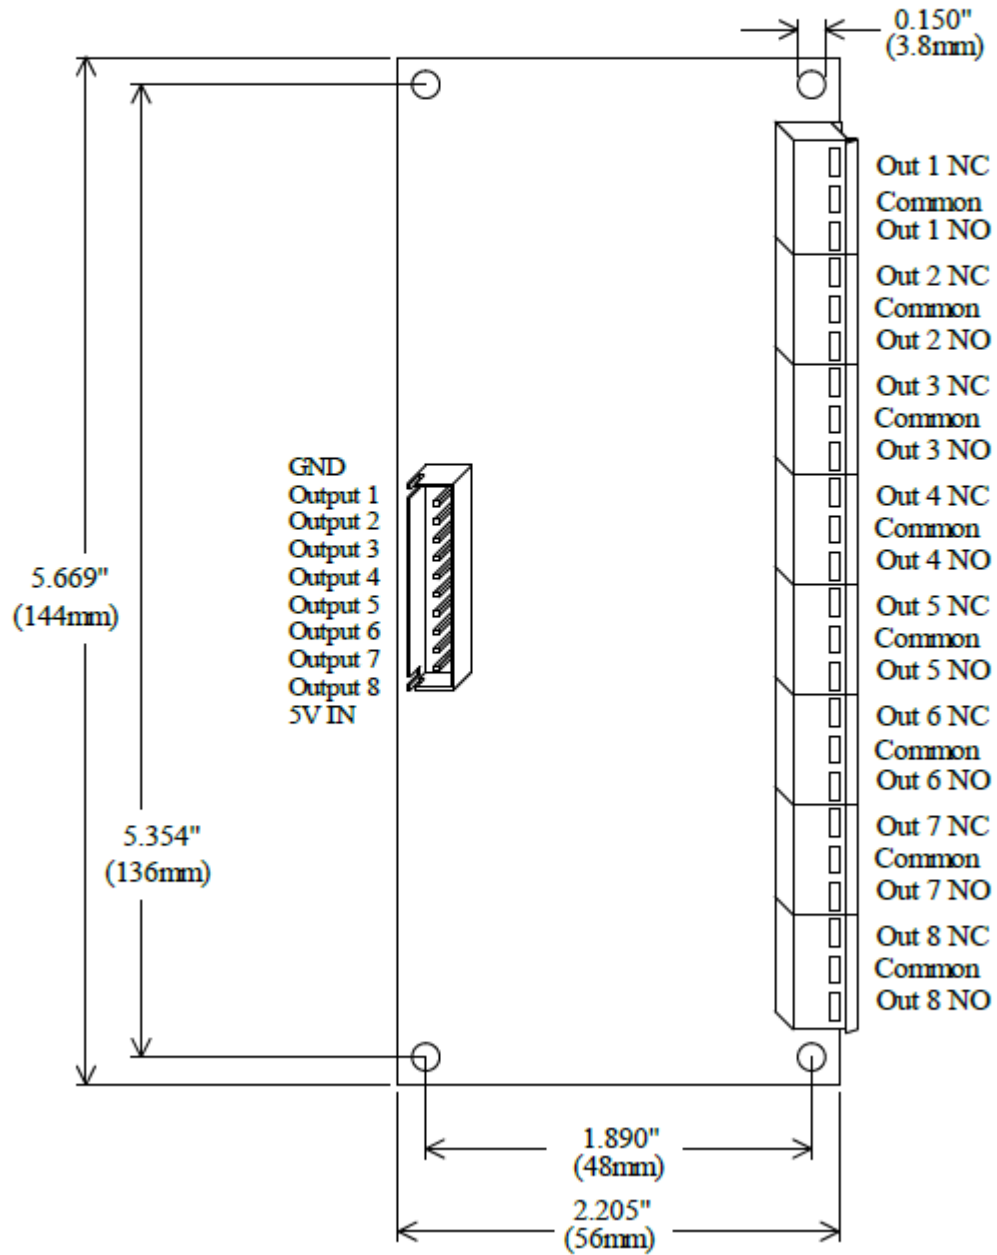 0.150"
(3.8mm)
Out 1 NC
Common
Out 1 NO
Out 2 NC
Common
Out 2 NO
Out 3 NC
Common
Out 3 NO
Out 4 NC
Common
Out 4 NO
Out 5 NC
Common
Out 5 NO
Out 6 NC
Common
Out 6 NO
Out 7 NC
Common
Out 7 NO
Out 8 NC
Common
Out 8 NO
GND
Output 1
Output 2
Output 3
Output 4
Output 5
Output 6
Output 7
Output 8
5V IN
5.669"
(144mm)
5.354"
(136mm)
1.890"
(48mm)
2.205"
(56mm)